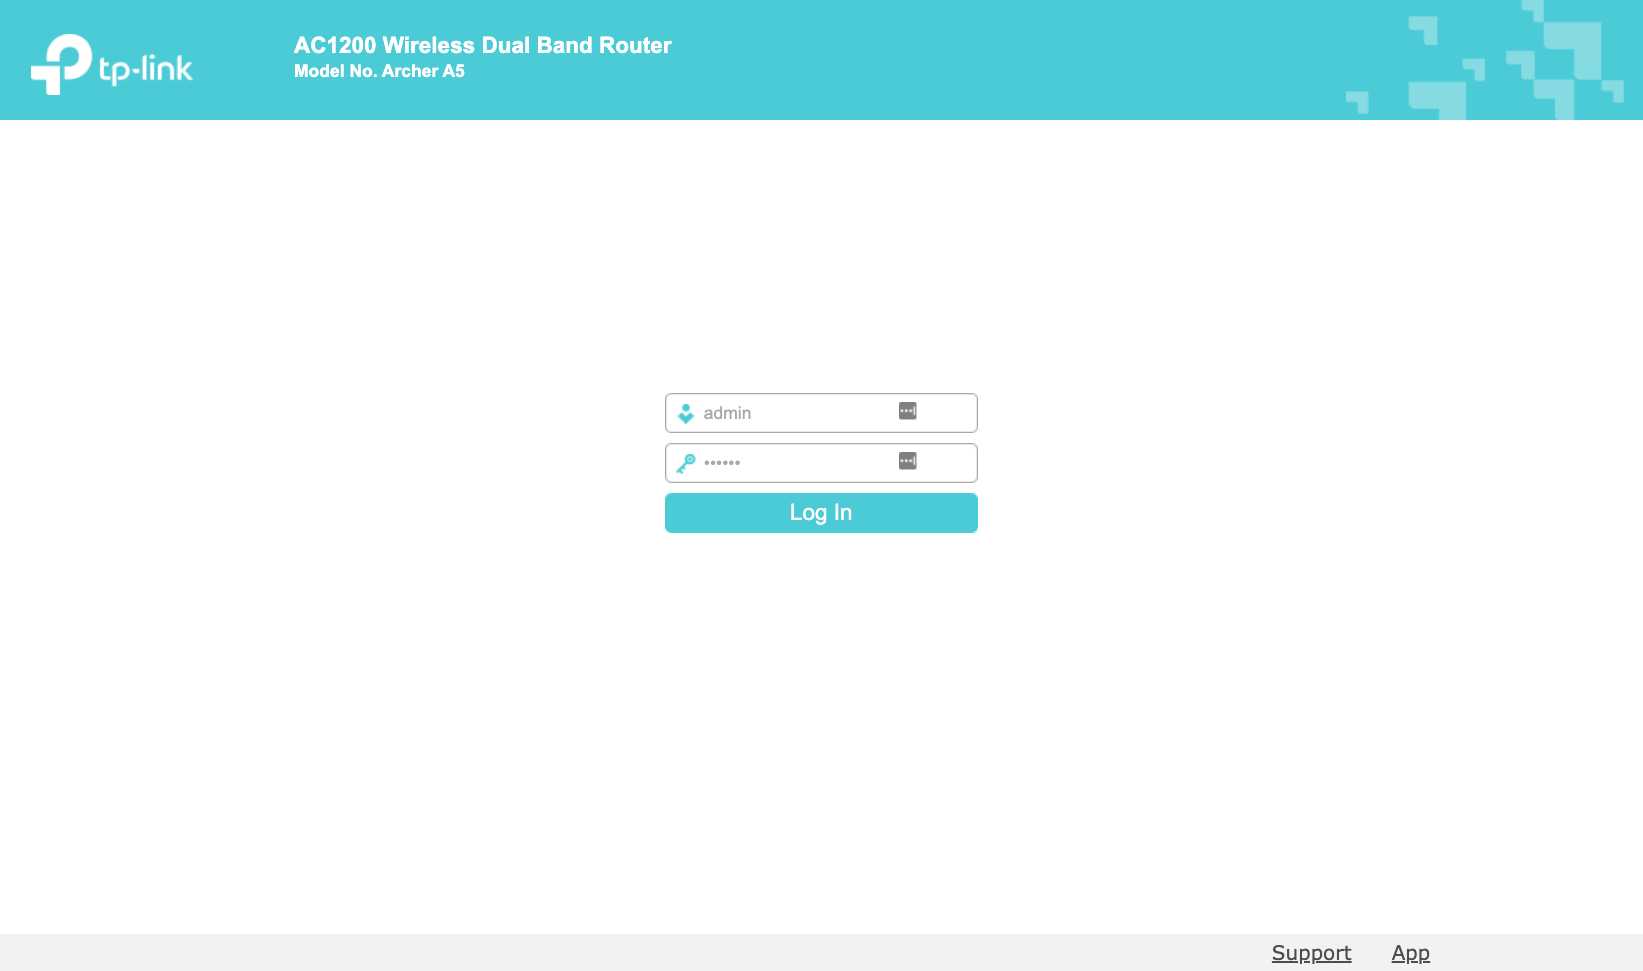 tp-link
AC1200 Wireless Dual Band Router
Model No. Archer A5
admin
••••••
Log In
Support App